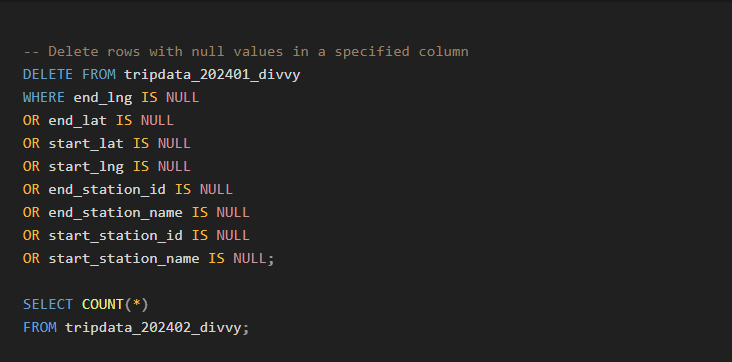 -- Delete rows with null values in a specified column
DELETE FROM tripdata_202401_divvy
WHERE end_lng IS NULL
OR end_lat IS NULL
OR start_lat IS NULL
OR start_lng IS NULL
OR end_station_id IS NULL
OR end_station_name IS NULL
OR start_station_id IS NULL
OR start_station_name IS NULL;
SELECT COUNT(*)
FROM tripdata_202402_divvy;